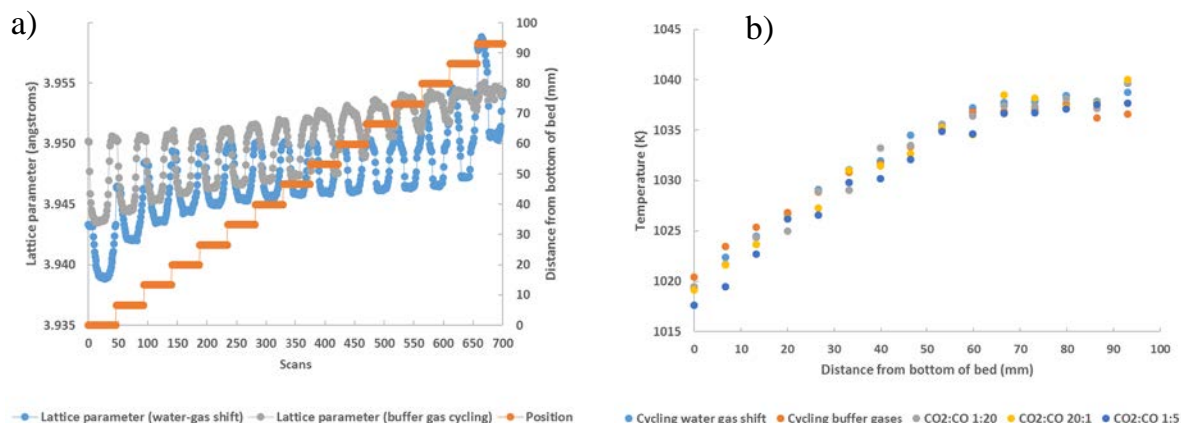 a)
Lattice parameter (angstroms)
3.955
3.950
3.945
3.940
3.935
100
90
80
70
60
50
40
30
20
10
0
Distance from bottom of bed (mm)
0 50 100 150 200 250 300 350 400 450 500 550 600 650 700
Scans
Lattice parameter (water-gas shift) Lattice parameter (buffer gas cycling) Position
b)
Temperature (K)
1045
1040
1035
1030
1025
1020
1015
0 10 20 30 40 50 60 70 80 90 100
Distance from bottom of bed (mm)
Cycling water gas shift Cycling buffer gases CO2:CO 1:20 CO2:CO 20:1 CO2:CO 1:5